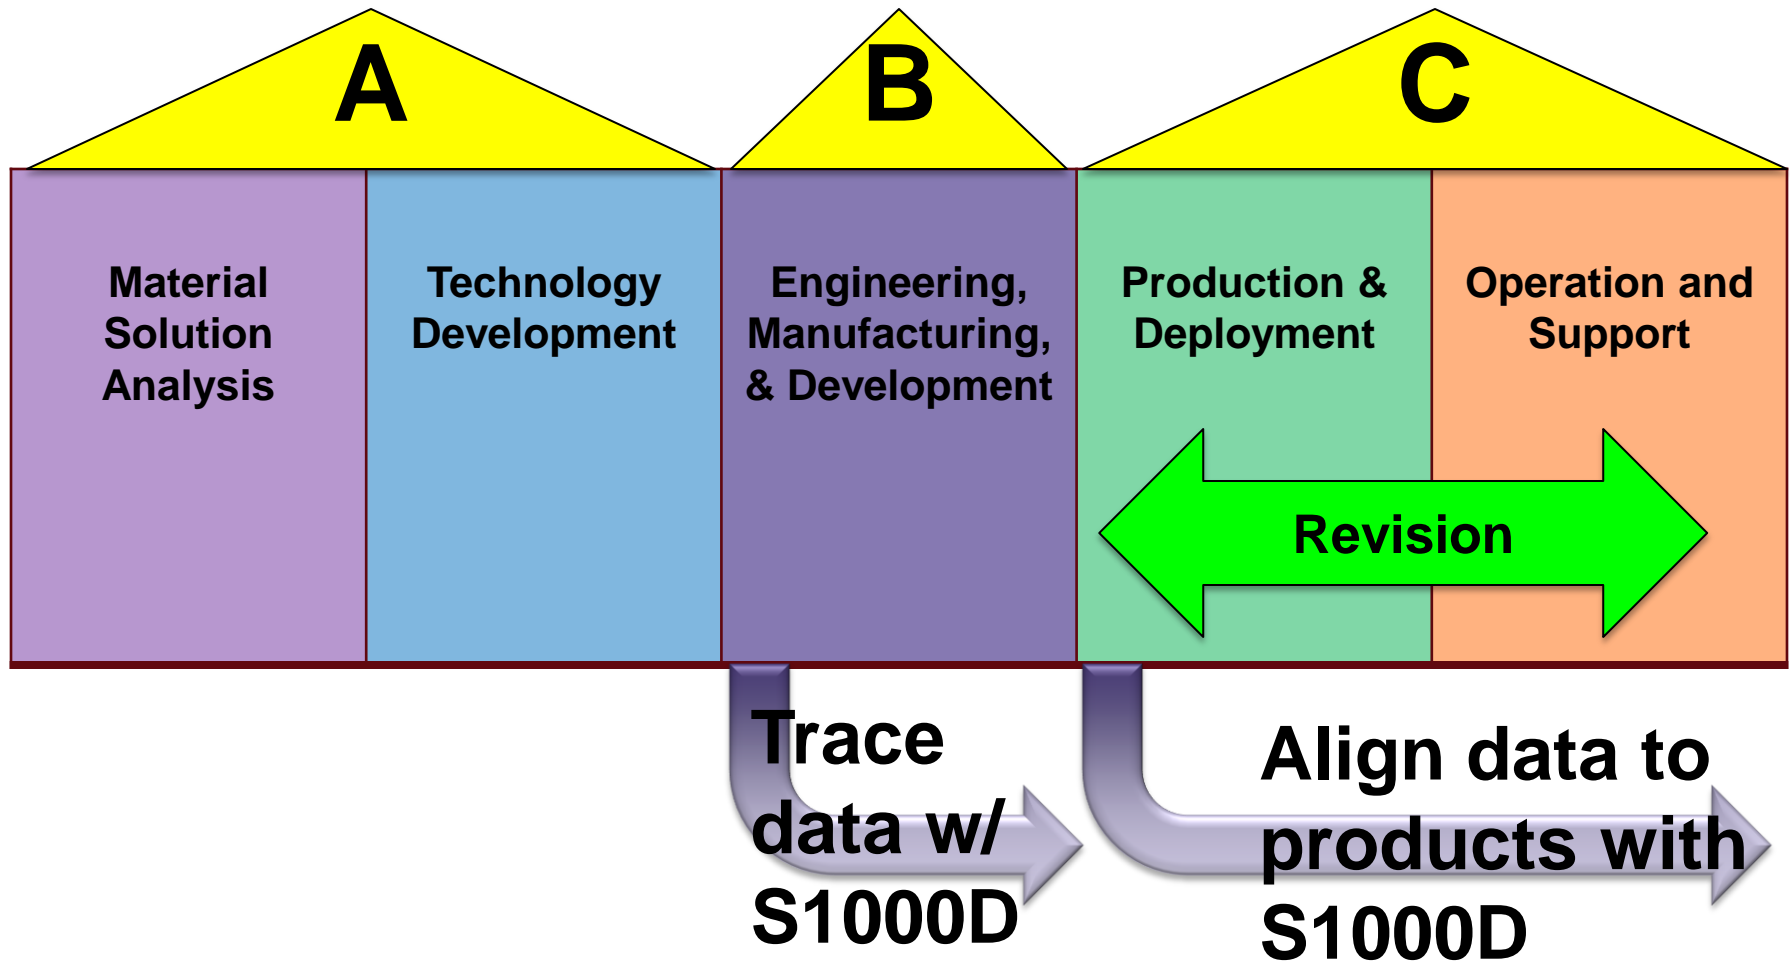 A
B
C
Material
Solution
Analysis
Technology
Development
Engineering,
Manufacturing,
& Development
Production &
Deployment
Operation and
Support
Revision
Trace
data w/
S1000D
Align data to
products with
S1000D